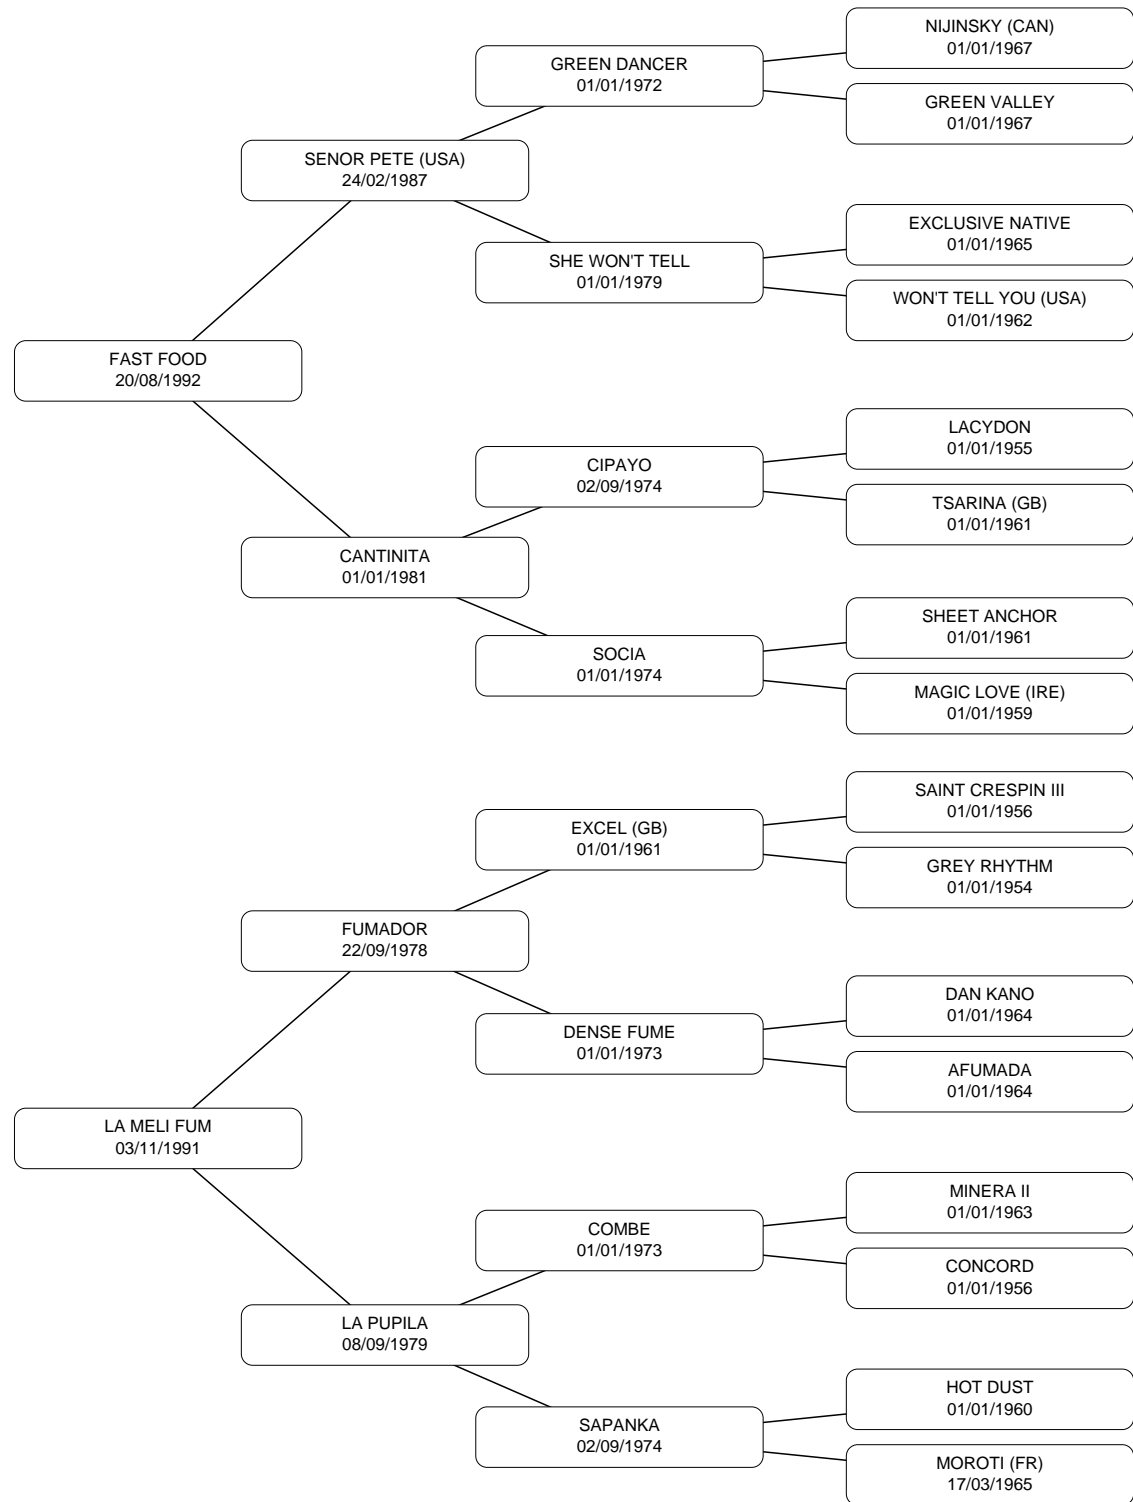 NIJINSKY (CAN)
01/01/1967
GREEN DANCER
01/01/1972
GREEN VALLEY
01/01/1967
SENOR PETE (USA)
24/02/1987
EXCLUSIVE NATIVE
01/01/1965
SHE WON'T TELL
01/01/1979
WON'T TELL YOU (USA)
01/01/1962
FAST FOOD
20/08/1992
LACYDON
01/01/1955
CIPAYO
02/09/1974
TSARINA (GB)
01/01/1961
CANTINITA
01/01/1981
SHEET ANCHOR
01/01/1961
SOCIA
01/01/1974
MAGIC LOVE (IRE)
01/01/1959
SAINT CRESPIN III
01/01/1956
EXCEL (GB)
01/01/1961
GREY RHYTHM
01/01/1954
FUMADOR
22/09/1978
DAN KANO
01/01/1964
DENSE FUME
01/01/1973
AFUMADA
01/01/1964
LA MELI FUM
03/11/1991
MINERA II
01/01/1963
COMBE
01/01/1973
CONCORD
01/01/1956
LA PUPILA
08/09/1979
HOT DUST
01/01/1960
SAPANKA
02/09/1974
MOROTI (FR)
17/03/1965